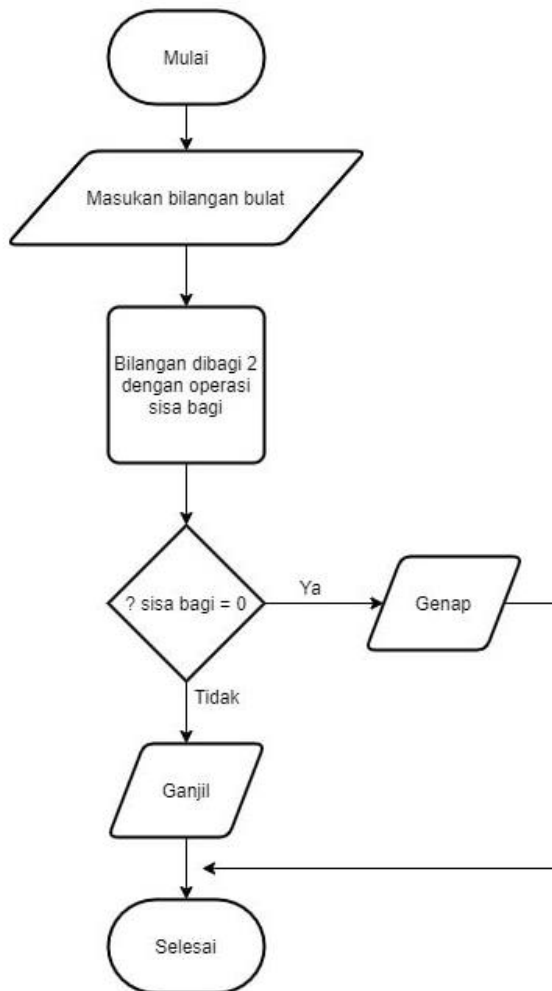 Mulai
Masukan bilangan bulat
Bilangan dibagi 2
dengan operasi
sisa bagi
? sisa bagi = 0
Ya
Genap
Tidak
Ganjil
Selesai